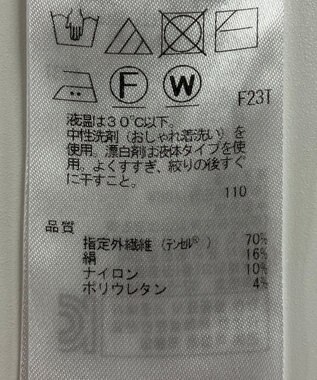 F
W
F23T
液温は30℃以下。
中性洗剤（おしゃれ着洗い）を
使用。漂白剤は液体タイプを使
用。よくすすぎ、絞りの後すぐ
に干すこと。
110
品質
指定外繊維（ﾃﾝｾﾙ®） 70%
絹 16%
ナイロン 10%
ポリウレタン 4%